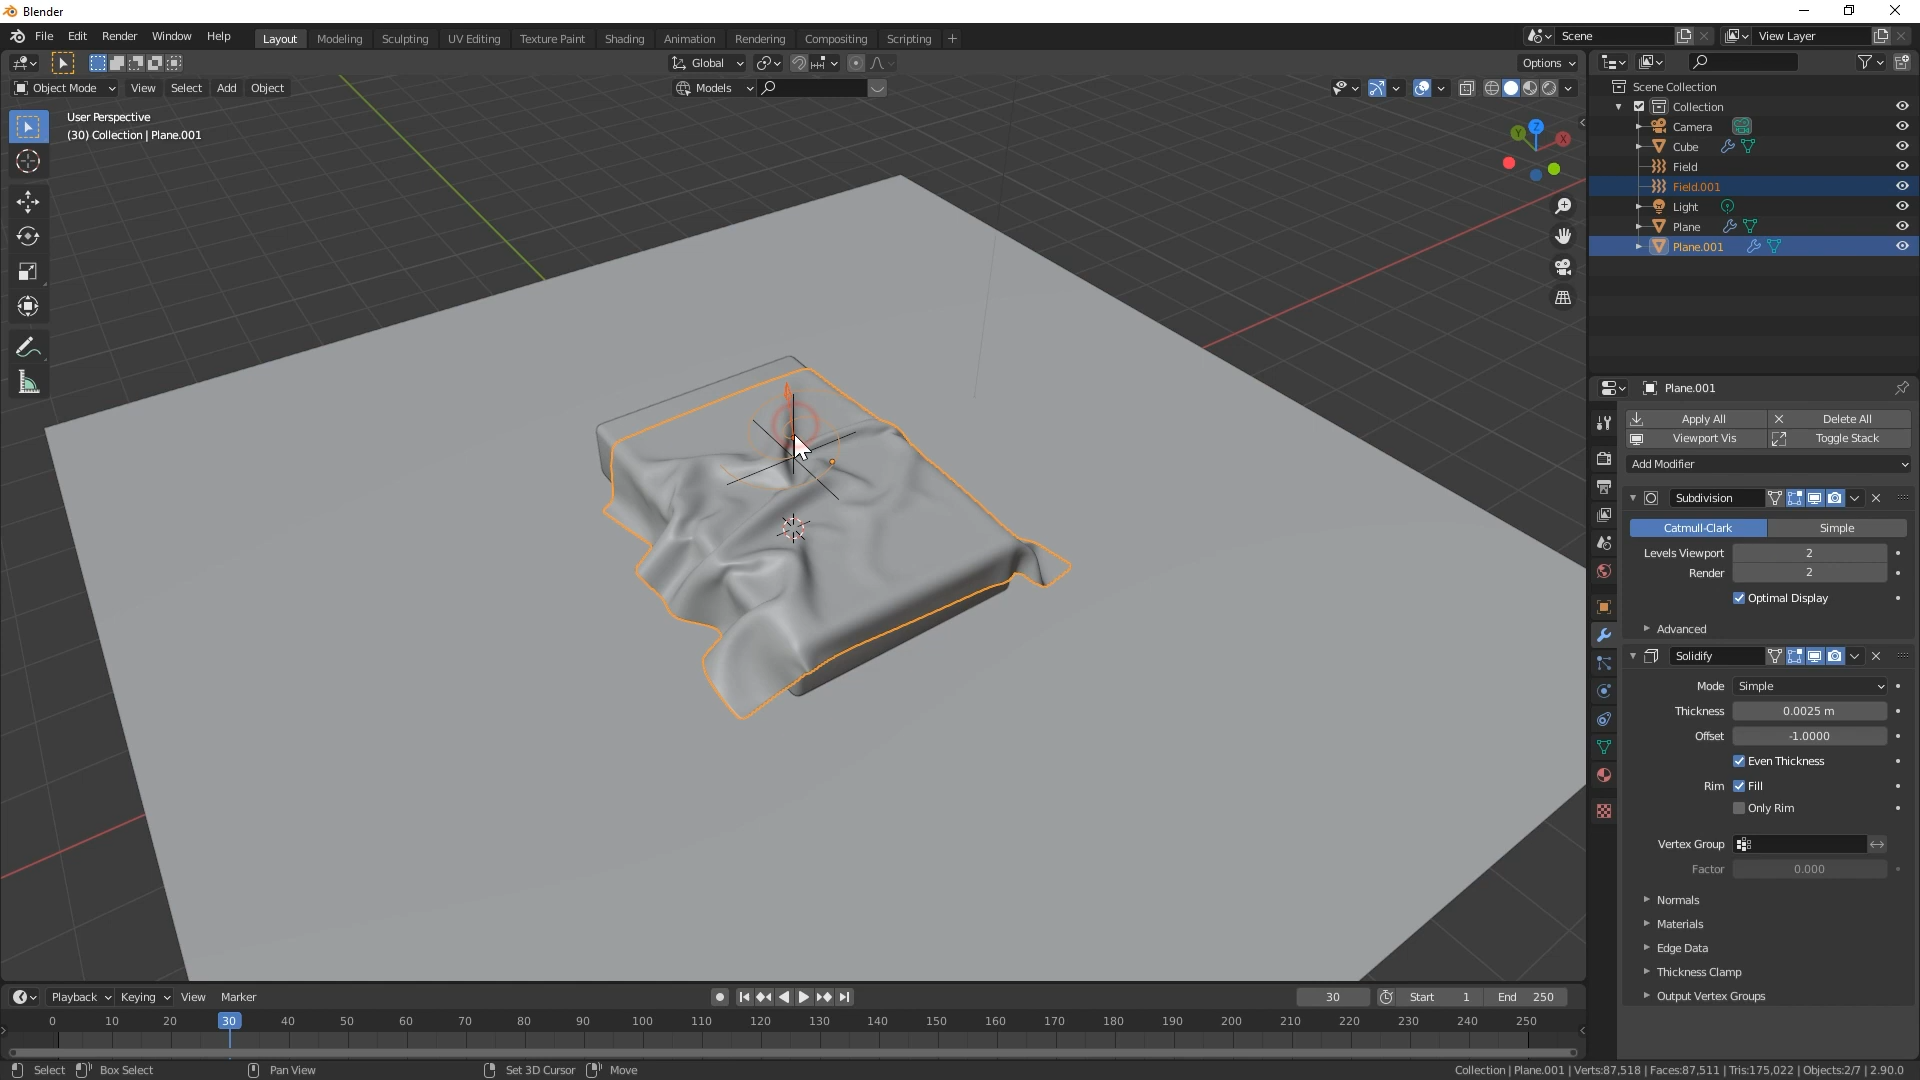 Blender
File Edit Render Window Help Layout Modeling Sculpting UV Editing Texture Paint Shading Animation Rendering Compositing Scripting + Scene View Layer
Global Options
Object Mode View Select Add Object Models
User Perspective
(30) Collection | Plane.001
Z
Y
X
Scene Collection
Collection
Camera
Cube
Field
Field.001
Light
Plane
Plane.001
Plane.001
Apply All Delete All
Viewport Vis Toggle Stack
Add Modifier
Subdivision
Catmull-Clark Simple
Levels Viewport 2
Render 2
Optimal Display
Advanced
Solidify
Mode Simple
Thickness 0.0025 m
Offset -1.0000
Even Thickness
Rim Fill
Only Rim
Vertex Group
Factor 0.000
Normals
Materials
Edge Data
Thickness Clamp
Output Vertex Groups
Playback Keying View Marker 30 Start 1 End 250
0 10 20 30 40 50 60 70 80 90 100 110 120 130 140 150 160 170 180 190 200 210 220 230 240 250
Select Box Select Pan View Set 3D Cursor Move Collection | Plane.001 | Verts:87,518 | Faces:87,511 | Tris:175,022 | Objects:2/7 | 2.90.0